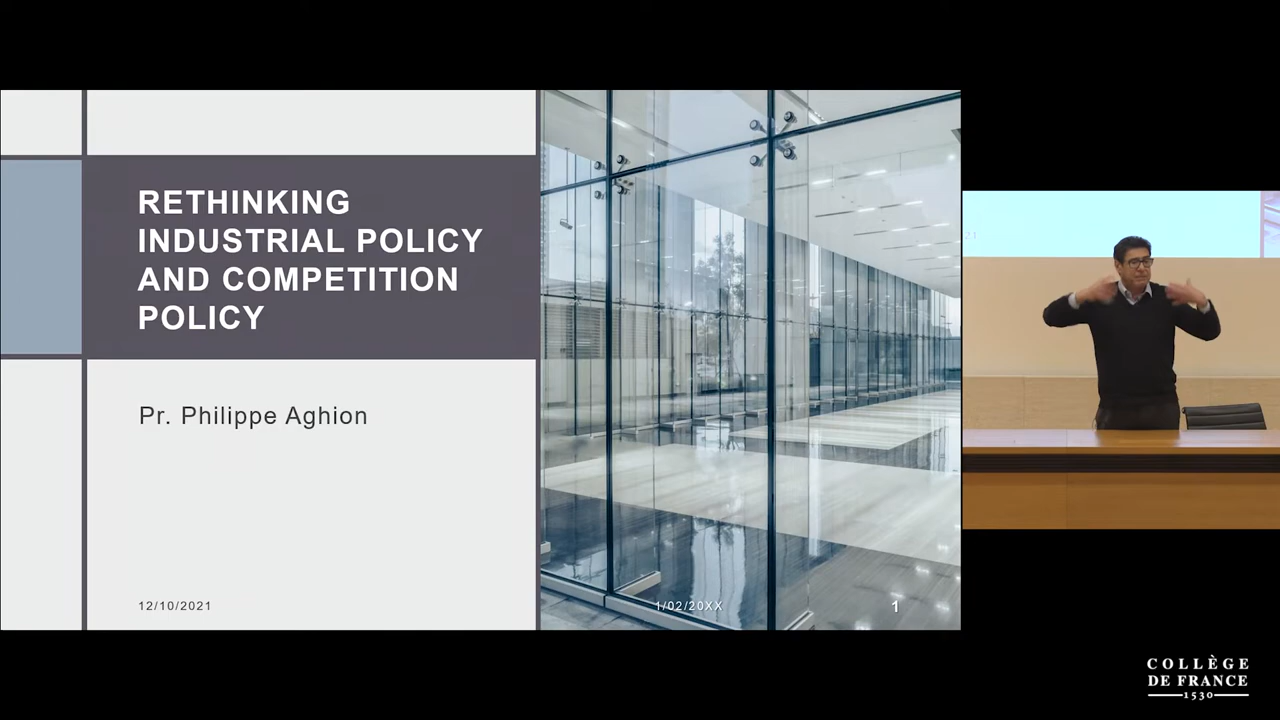 RETHINKING
INDUSTRIAL POLICY
AND COMPETITION
POLICY
Pr. Philippe Aghion
12/10/2021
1/02/20XX
1
21
COLLÈGE
DE FRANCE
1530